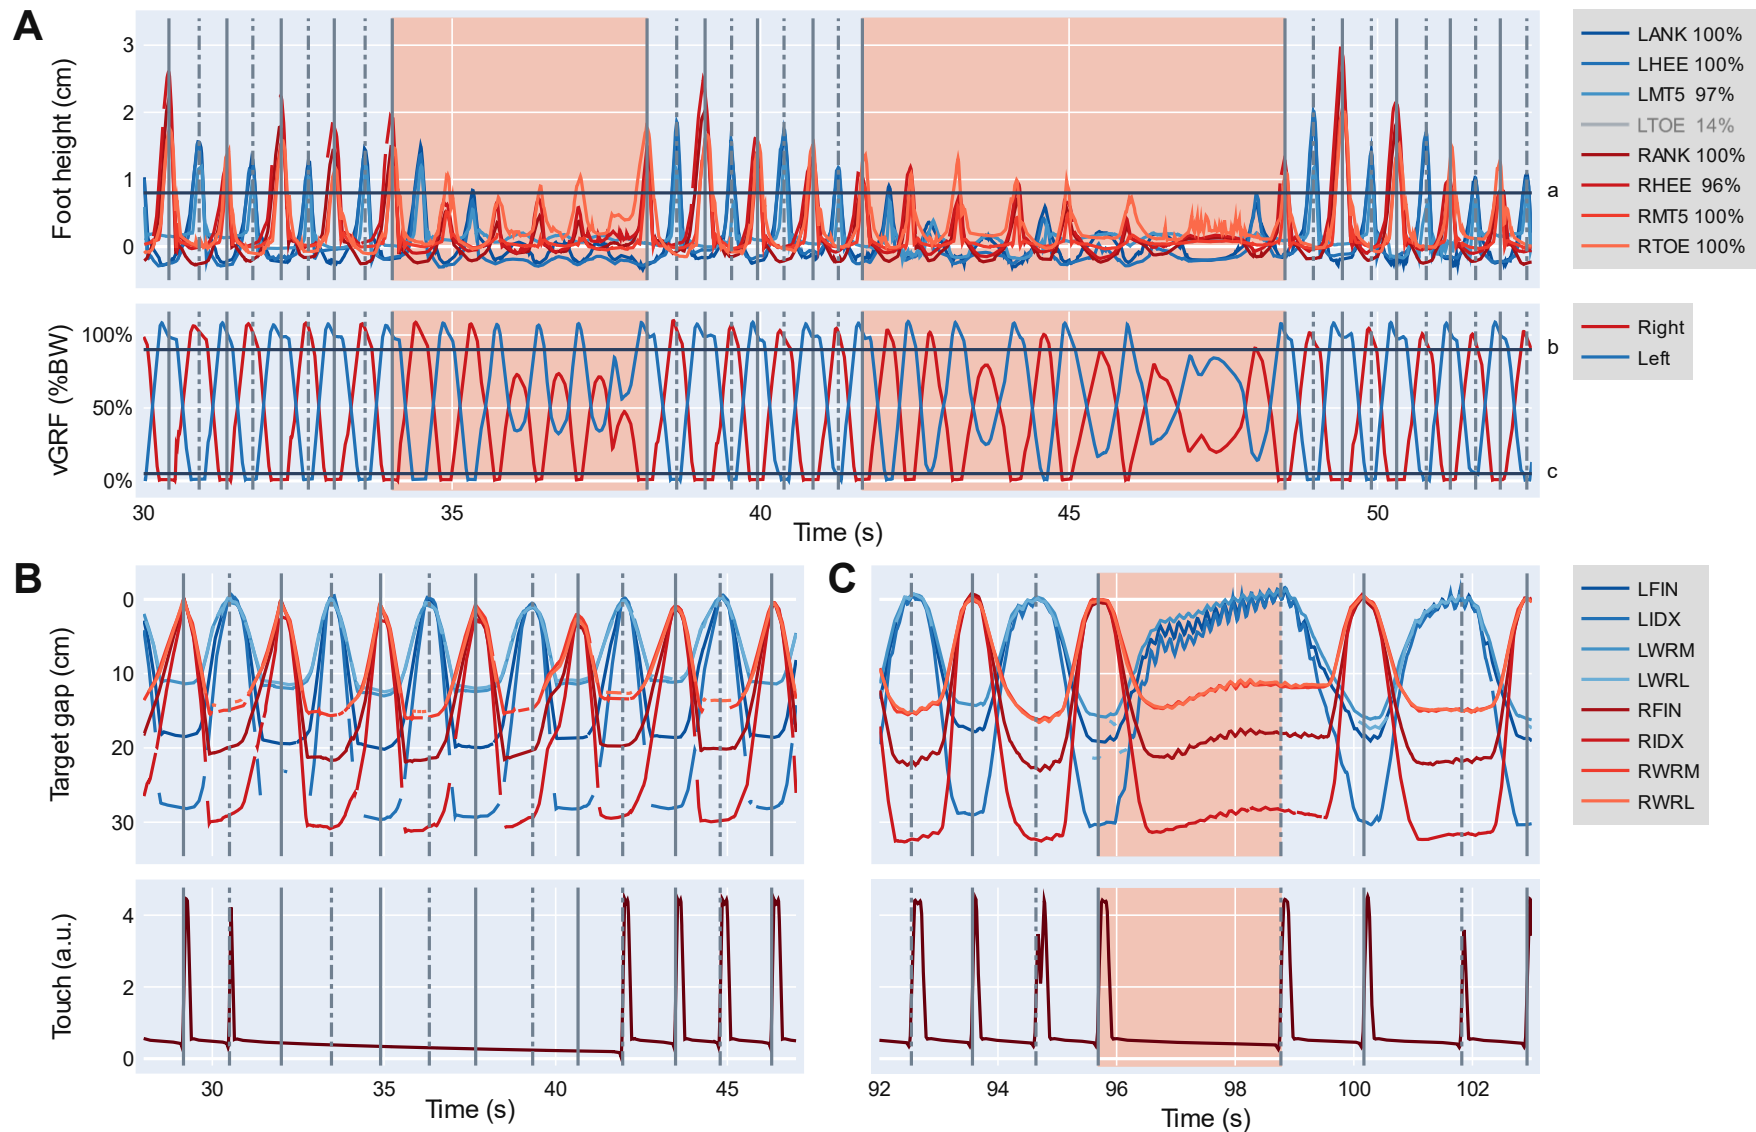 A
Foot height (cm)
3
2
1
0
a
LANK 100%
LHEE 100%
LMT5 97%
LTOE 14%
RANK 100%
RHEE 96%
RMT5 100%
RTOE 100%
vGRF (%BW)
100%
50%
0%
b
c
Right
Left
30 35 40 45 50
Time (s)
B
Target gap (cm)
0
10
20
30
C
LFIN
LIDX
LWRM
LWRL
RFIN
RIDX
RWRM
RWRL
Touch (a.u.)
4
2
0
30 35 40 45
Time (s)
92 94 96 98 100 102
Time (s)